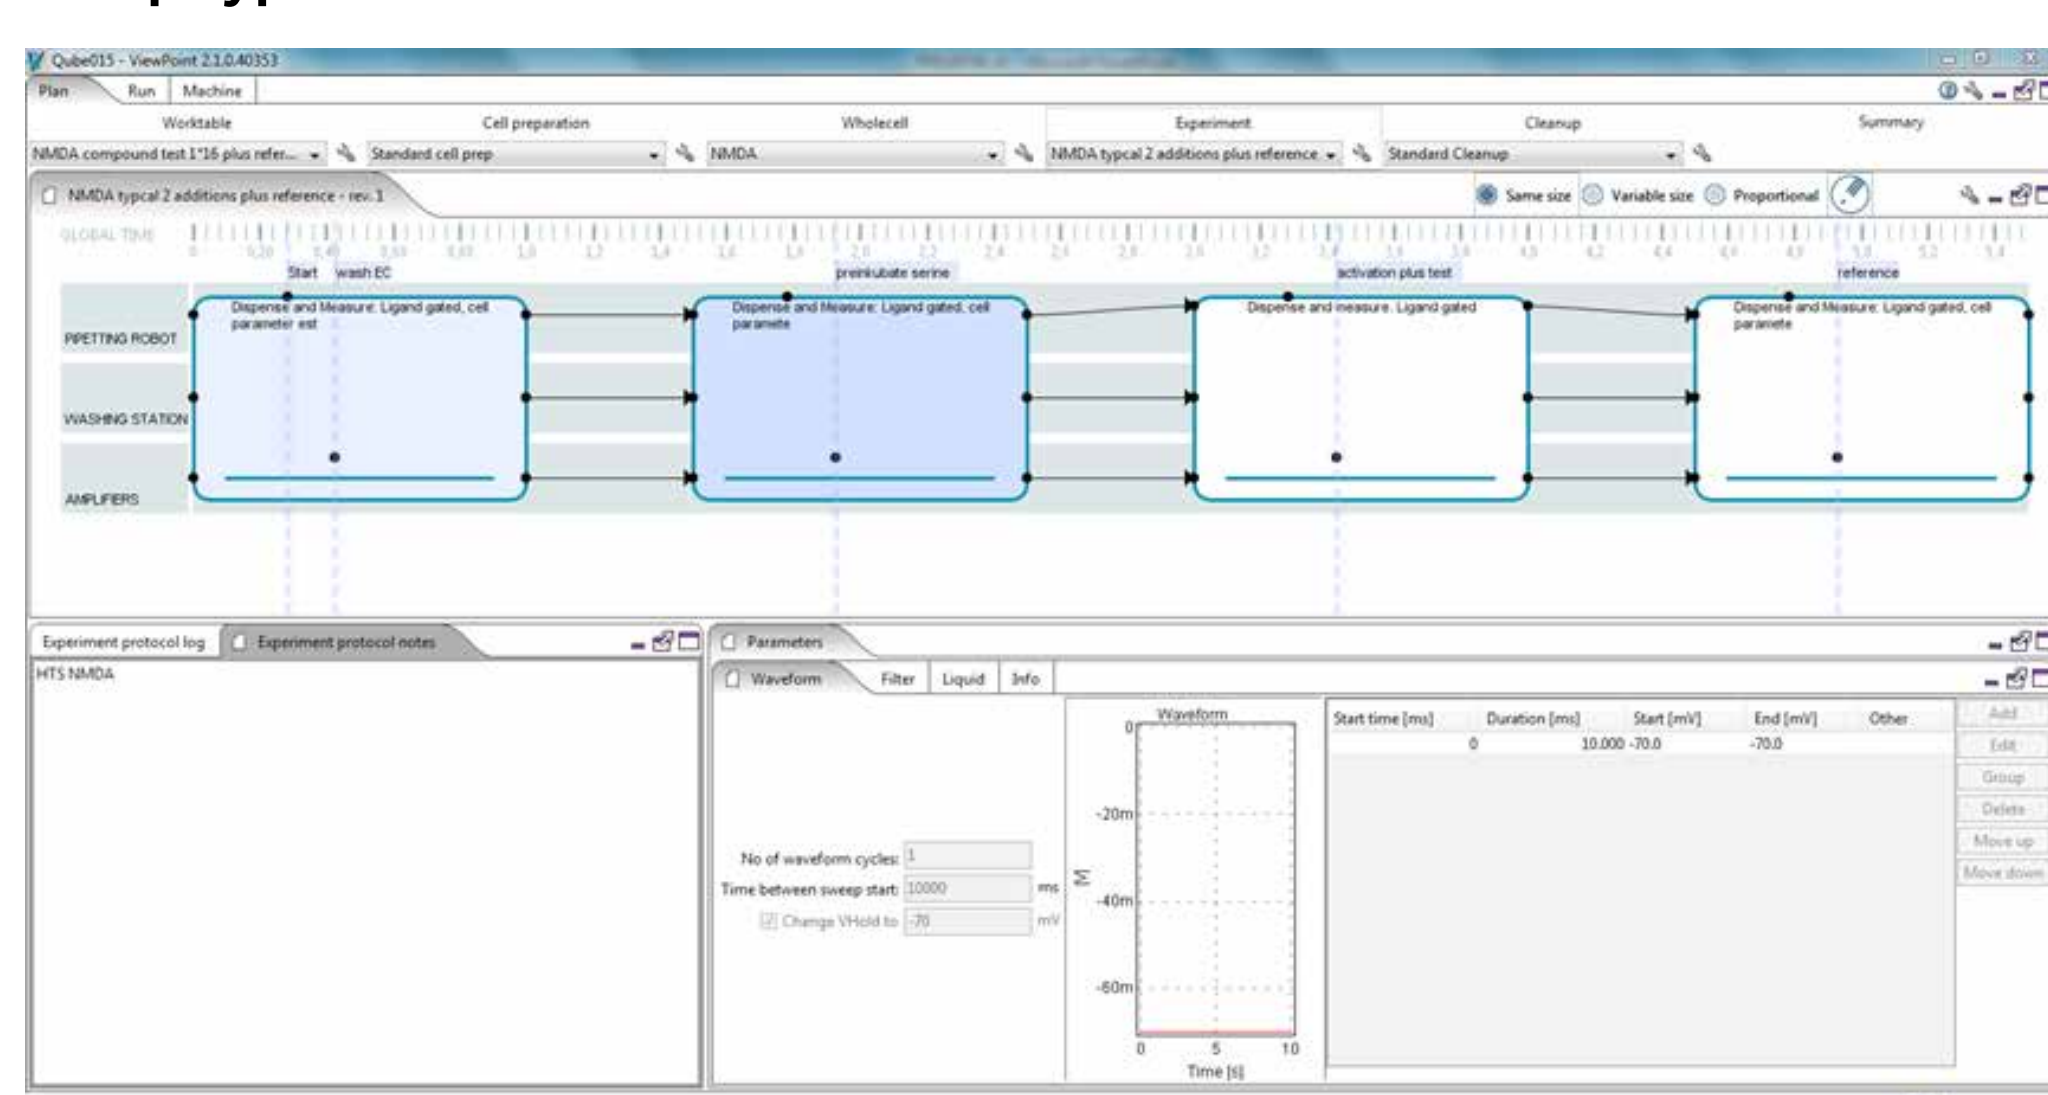 Qube015 - ViewPoint 2.1.0.40353
Plan Run Machine
Worktable Cell preparation Wholecell Experiment Cleanup Summary
NMDA compound test 1*16 plus refer... Standard cell prep NMDA NMDA typcal 2 additions plus reference Standard Cleanup
NMDA typcal 2 additions plus reference - rev. 1 Same size Variable size Proportional
GLOBAL TIME
Start wash EC preinkubate serine activation plus test reference
Dispense and Measure: Ligand gated, cell parameter est
Dispense and Measure: Ligand gated, cell paramete
Dispense and measure. Ligand gated
Dispense and Measure: Ligand gated, cell paramete
PIPETTING ROBOT
WASHING STATION
AMPLIFIERS
Experiment protocol log Experiment protocol notes
HTS NMDA
Parameters
Waveform Filter Liquid Info
No of waveform cycles: 1
Time between sweep start: 10000 ms
Change VHold to -70 mV
Waveform
0
-20m
-40m
-60m
[V]
0 5 10
Time [s]
Start time [ms] Duration [ms] Start [mV] End [mV] Other
0 10.000 -70.0 -70.0
Add
Edit
Group
Delete
Move up
Move down